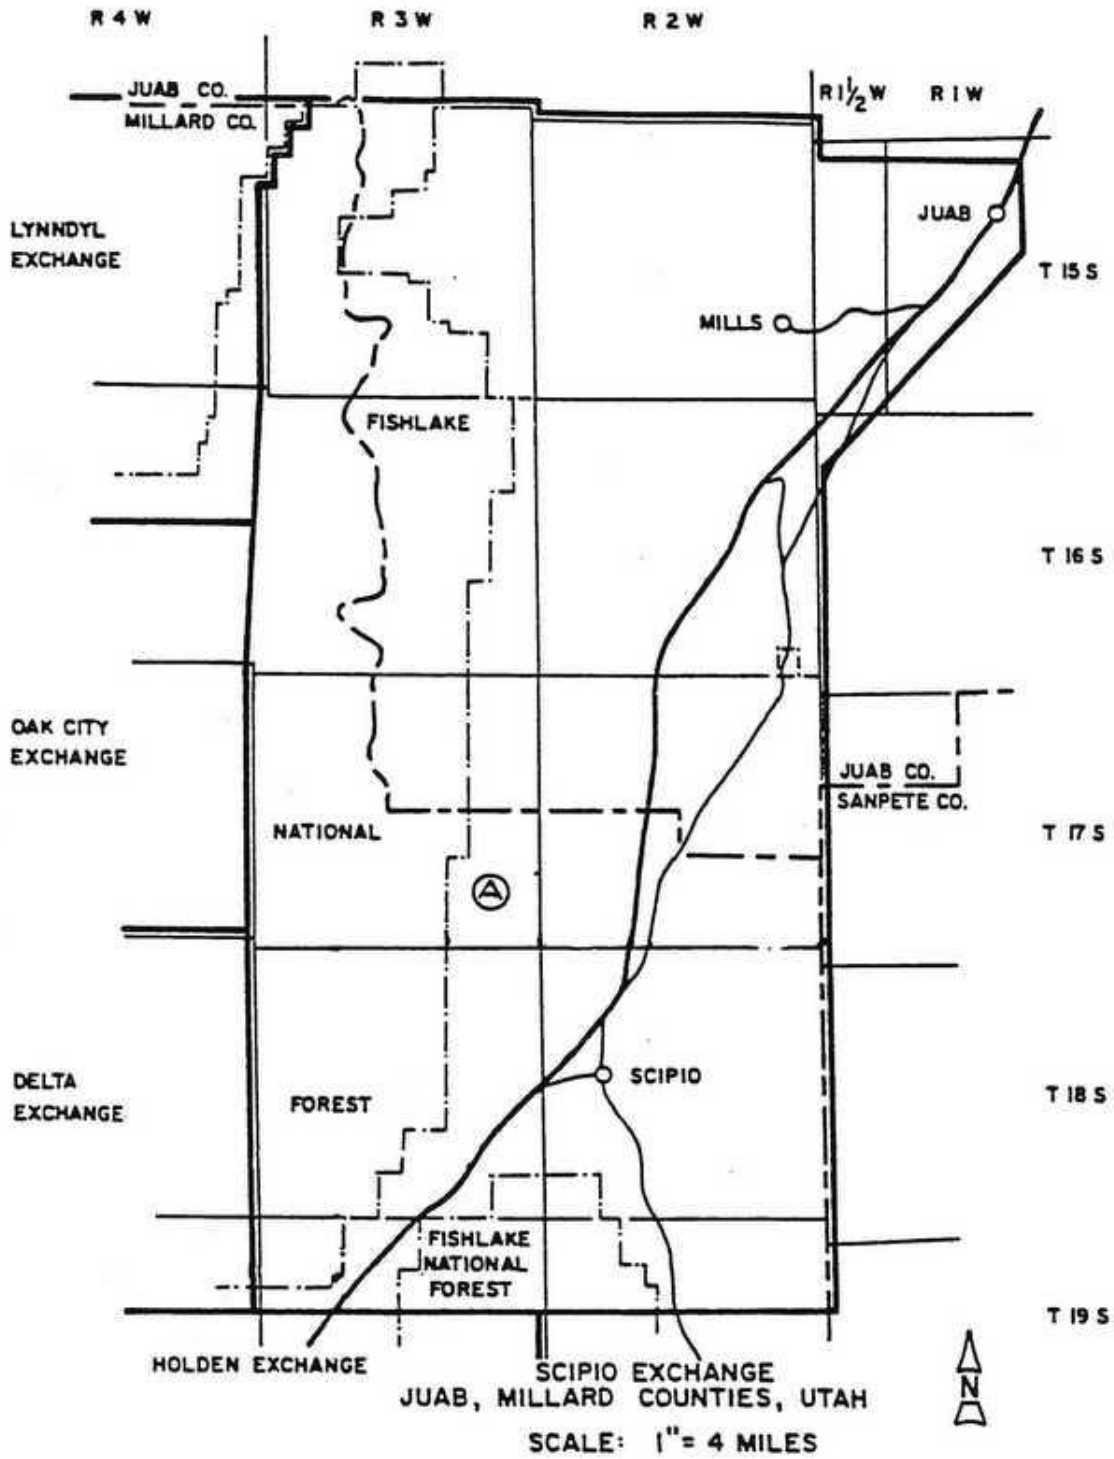 R 4 W
R 3 W
R 2 W
R 1½ W
R 1 W
JUAB CO.
MILLARD CO.
JUAB
LYNNDYL
EXCHANGE
T 15 S
MILLS
FISHLAKE
T 16 S
OAK CITY
EXCHANGE
JUAB CO.
SANPETE CO.
NATIONAL
T 17 S
A
DELTA
EXCHANGE
SCIPIO
FOREST
T 18 S
FISHLAKE
NATIONAL
FOREST
T 19 S
HOLDEN EXCHANGE
SCIPIO EXCHANGE
JUAB, MILLARD COUNTIES, UTAH
N
SCALE: 1"= 4 MILES